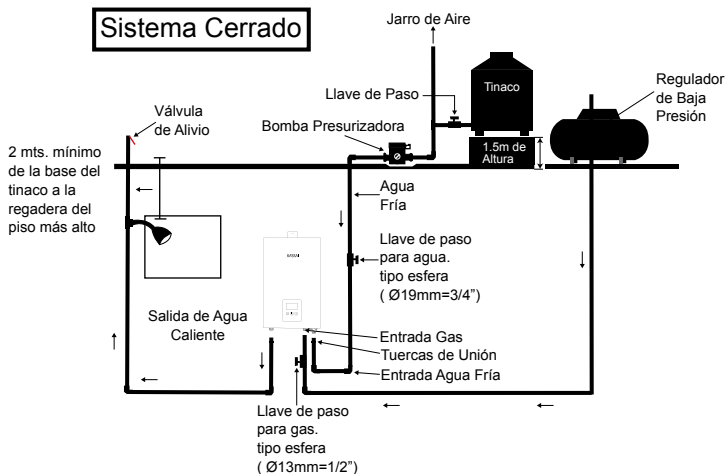 Sistema Cerrado
Jarro de Aire
Tinaco
Regulador
de Baja
Presión
Llave de Paso
Válvula
de Alivio
Bomba Presurizadora
1.5m de
Altura
2 mts. mínimo
de la base del
tinaco a la
regadera del
piso más alto
Agua
Fría
Llave de paso
para agua.
tipo esfera
( Ø19mm=3/4”)
Salida de Agua
Caliente
Entrada Gas
Tuercas de Unión
Entrada Agua Fría
Llave de paso
para gas.
tipo esfera
( Ø13mm=1/2”)